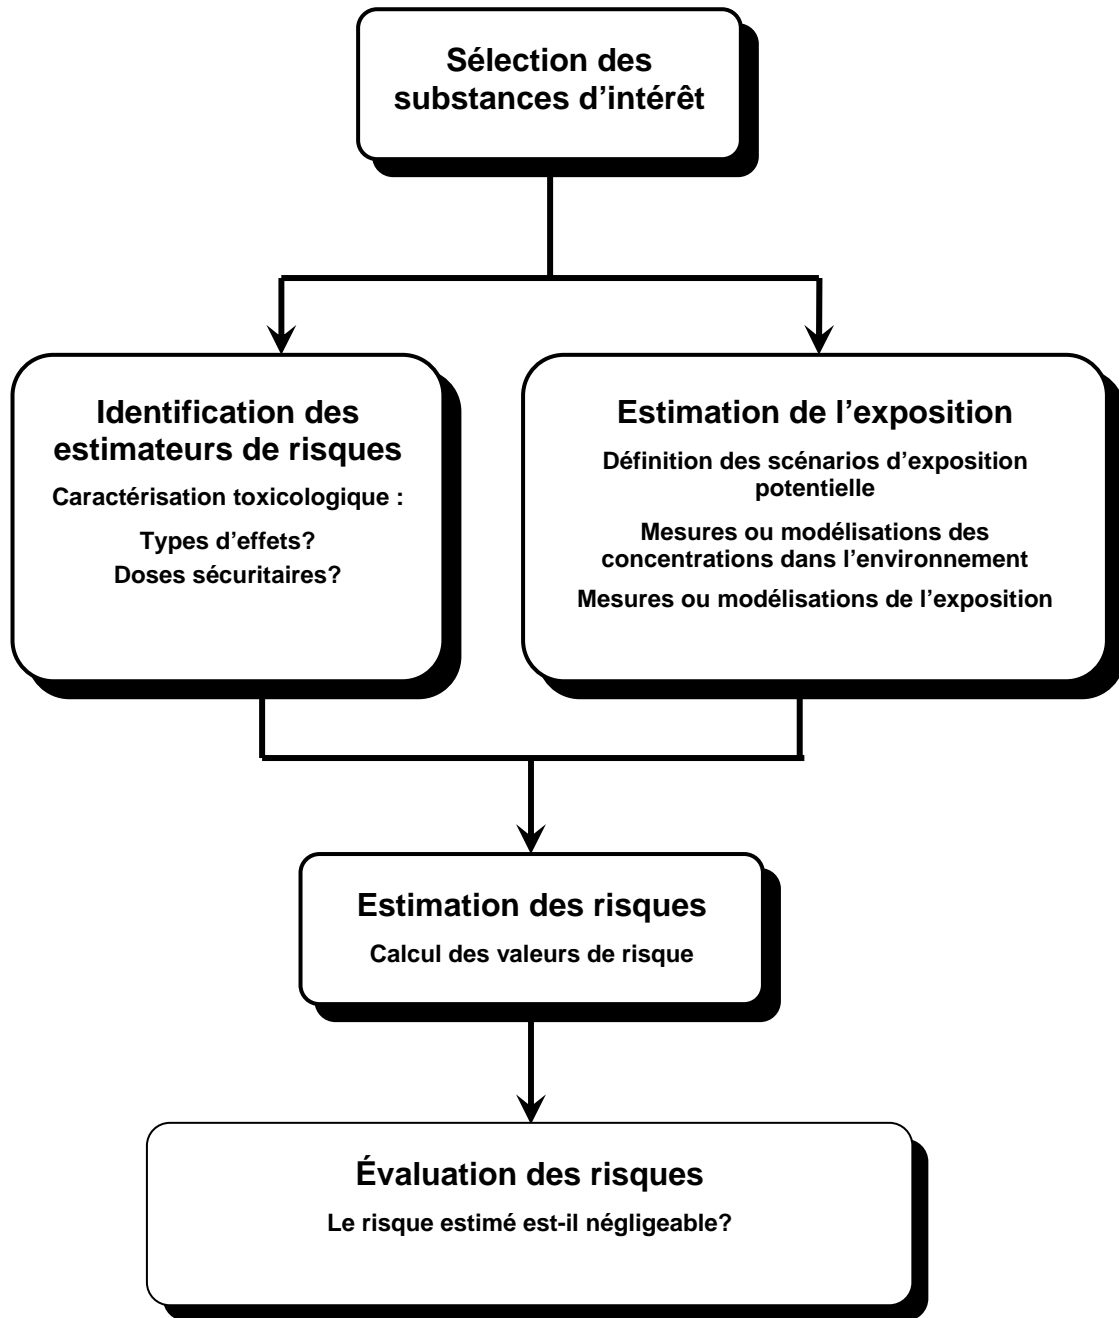 Sélection des
substances d’intérêt
Identification des
estimateurs de risques
Caractérisation toxicologique :
Types d’effets?
Doses sécuritaires?
Estimation de l’exposition
Définition des scénarios d’exposition
potentielle
Mesures ou modélisations des
concentrations dans l’environnement
Mesures ou modélisations de l’exposition
Estimation des risques
Calcul des valeurs de risque
Évaluation des risques
Le risque estimé est-il négligeable?